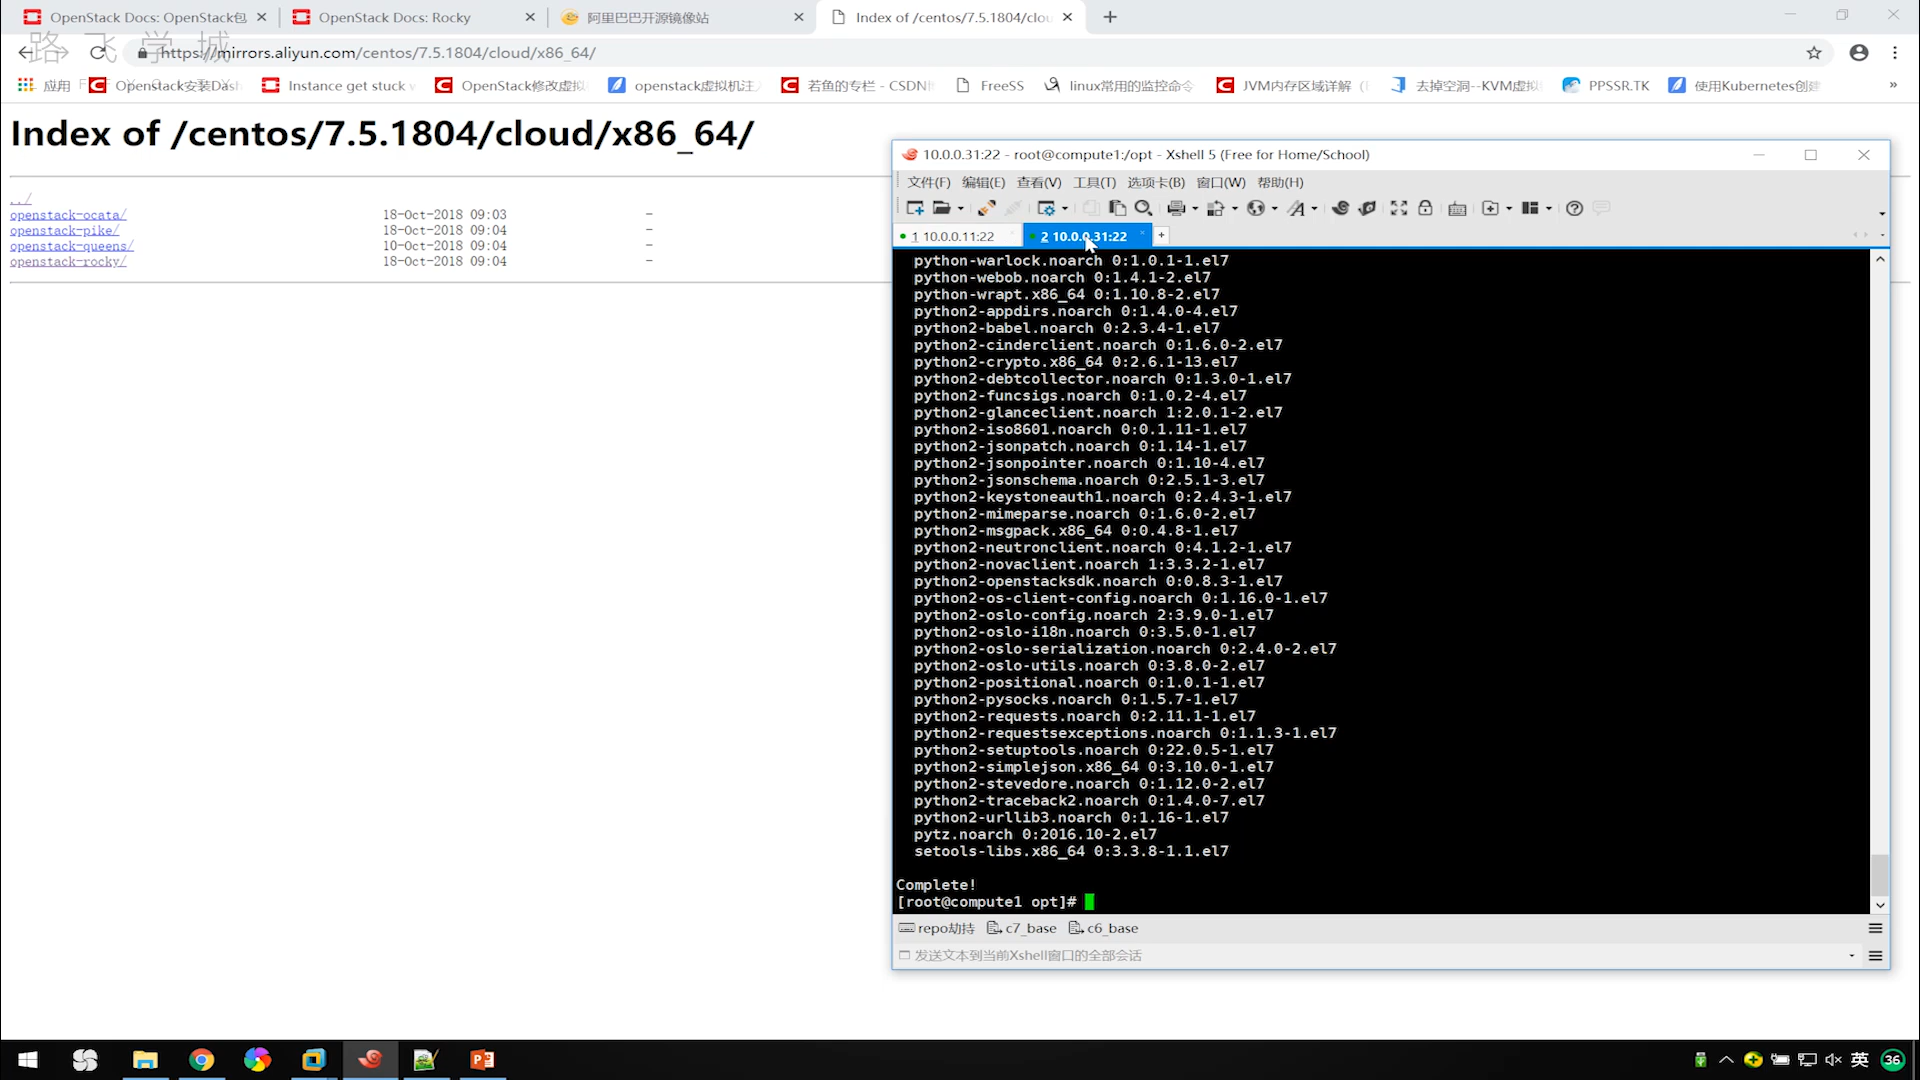 OpenStack Docs: OpenStack包
OpenStack Docs: Rocky
阿里巴巴开源镜像站
Index of /centos/7.5.1804/clou
路飞学城
https://mirrors.aliyun.com/centos/7.5.1804/cloud/x86_64/
应用
OpenStack安装Dash
Instance get stuck w
OpenStack修改虚拟
openstack虚拟机注入
若鱼的专栏 - CSDN
FreeSS
linux常用的监控命令
JVM内存区域详解 (
去掉空洞--KVM虚拟
PPSSR.TK
使用Kubernetes创建
»
Index of /centos/7.5.1804/cloud/x86_64/
../
openstack-ocata/ 18-Oct-2018 09:03 -
openstack-pike/ 18-Oct-2018 09:04 -
openstack-queens/ 10-Oct-2018 09:04 -
openstack-rocky/ 18-Oct-2018 09:04 -
10.0.0.31:22 - root@compute1:/opt - Xshell 5 (Free for Home/School)
文件(F) 编辑(E) 查看(V) 工具(T) 选项卡(B) 窗口(W) 帮助(H)
1 10.0.0.11:22
2 10.0.0.31:22
python-warlock.noarch 0:1.0.1-1.el7
python-webob.noarch 0:1.4.1-2.el7
python-wrapt.x86_64 0:1.10.8-2.el7
python2-appdirs.noarch 0:1.4.0-4.el7
python2-babel.noarch 0:2.3.4-1.el7
python2-cinderclient.noarch 0:1.6.0-2.el7
python2-crypto.x86_64 0:2.6.1-13.el7
python2-debtcollector.noarch 0:1.3.0-1.el7
python2-funcsigs.noarch 0:1.0.2-4.el7
python2-glanceclient.noarch 1:2.0.1-2.el7
python2-iso8601.noarch 0:0.1.11-1.el7
python2-jsonpatch.noarch 0:1.14-1.el7
python2-jsonpointer.noarch 0:1.10-4.el7
python2-jsonschema.noarch 0:2.5.1-3.el7
python2-keystoneauth1.noarch 0:2.4.3-1.el7
python2-mimeparse.noarch 0:1.6.0-2.el7
python2-msgpack.x86_64 0:0.4.8-1.el7
python2-neutronclient.noarch 0:4.1.2-1.el7
python2-novaclient.noarch 1:3.3.2-1.el7
python2-openstacksdk.noarch 0:0.8.3-1.el7
python2-os-client-config.noarch 0:1.16.0-1.el7
python2-oslo-config.noarch 2:3.9.0-1.el7
python2-oslo-i18n.noarch 0:3.5.0-1.el7
python2-oslo-serialization.noarch 0:2.4.0-2.el7
python2-oslo-utils.noarch 0:3.8.0-2.el7
python2-positional.noarch 0:1.0.1-1.el7
python2-pysocks.noarch 0:1.5.7-1.el7
python2-requests.noarch 0:2.11.1-1.el7
python2-requestsexceptions.noarch 0:1.1.3-1.el7
python2-setuptools.noarch 0:22.0.5-1.el7
python2-simplejson.x86_64 0:3.10.0-1.el7
python2-stevedore.noarch 0:1.12.0-2.el7
python2-traceback2.noarch 0:1.4.0-7.el7
python2-urllib3.noarch 0:1.16-1.el7
pytz.noarch 0:2016.10-2.el7
setools-libs.x86_64 0:3.3.8-1.1.el7
Complete!
[root@compute1 opt]#
repo劫持 c7_base c6_base
发送文本到当前Xshell窗口的全部会话
英
36